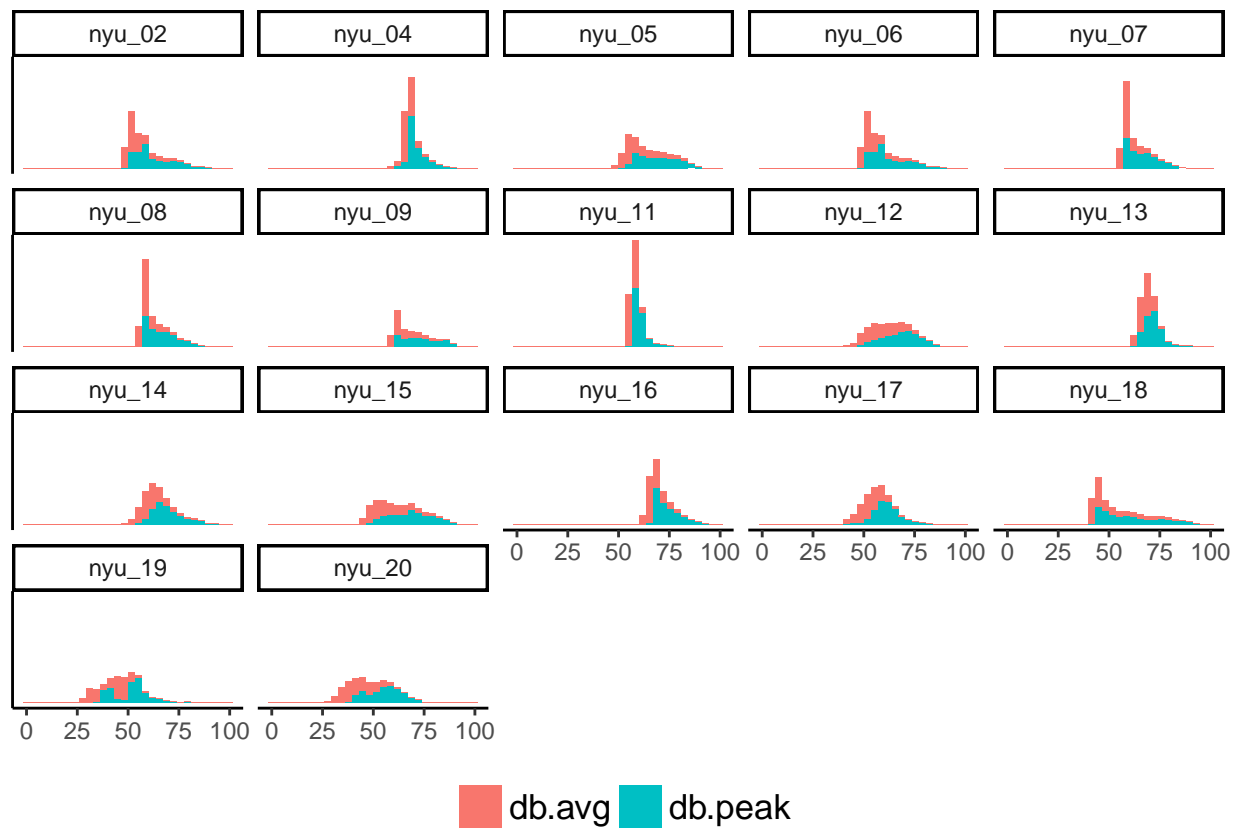 nyu_02 nyu_04 nyu_05 nyu_06 nyu_07
nyu_08 nyu_09 nyu_11 nyu_12 nyu_13
nyu_14 nyu_15 nyu_16 nyu_17 nyu_18
0 25 50 75 100 0 25 50 75 100 0 25 50 75 100
nyu_19 nyu_20
0 25 50 75 100 0 25 50 75 100
db.avg db.peak